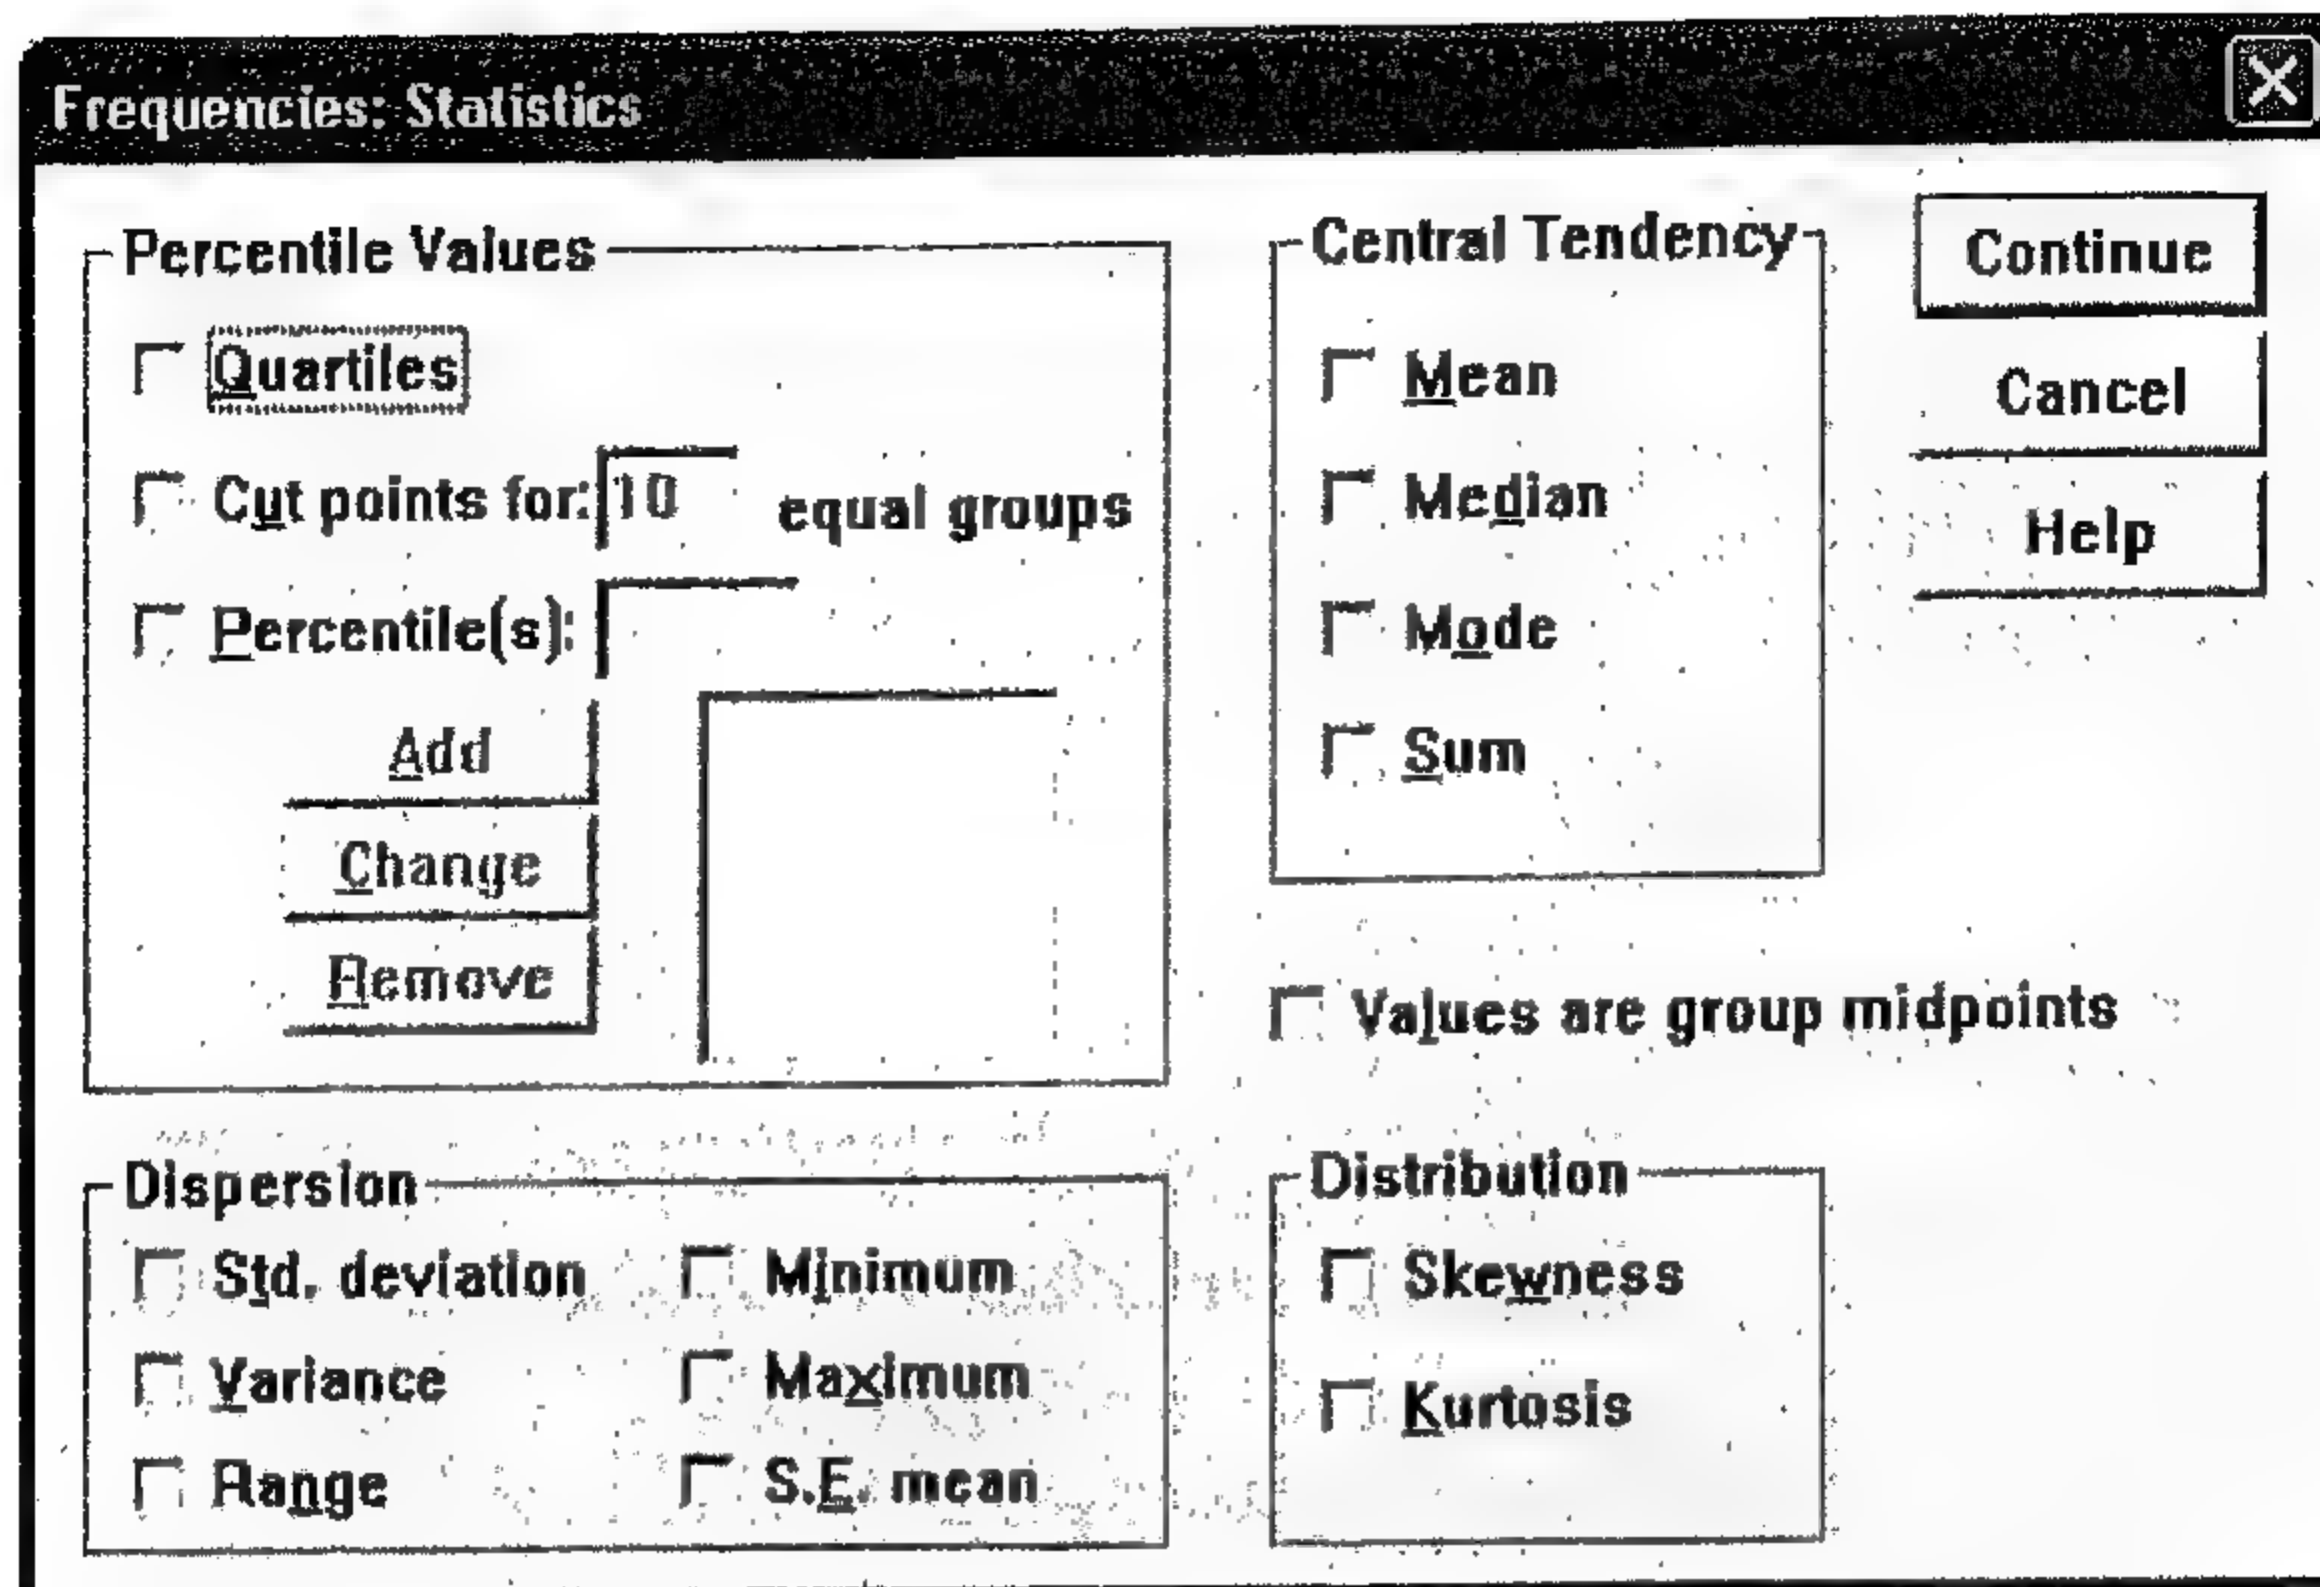 Frequencies: Statistics
Percentile Values
Quartiles
Cut points for: 10 equal groups
Percentile(s):
Add
Change
Remove
Central Tendency
Mean
Median
Mode
Sum
Continue
Cancel
Help
Values are group midpoints
Dispersion
Std. deviation
Minimum
Variance
Maximum
Range
S.E. mean
Distribution
Skewness
Kurtosis